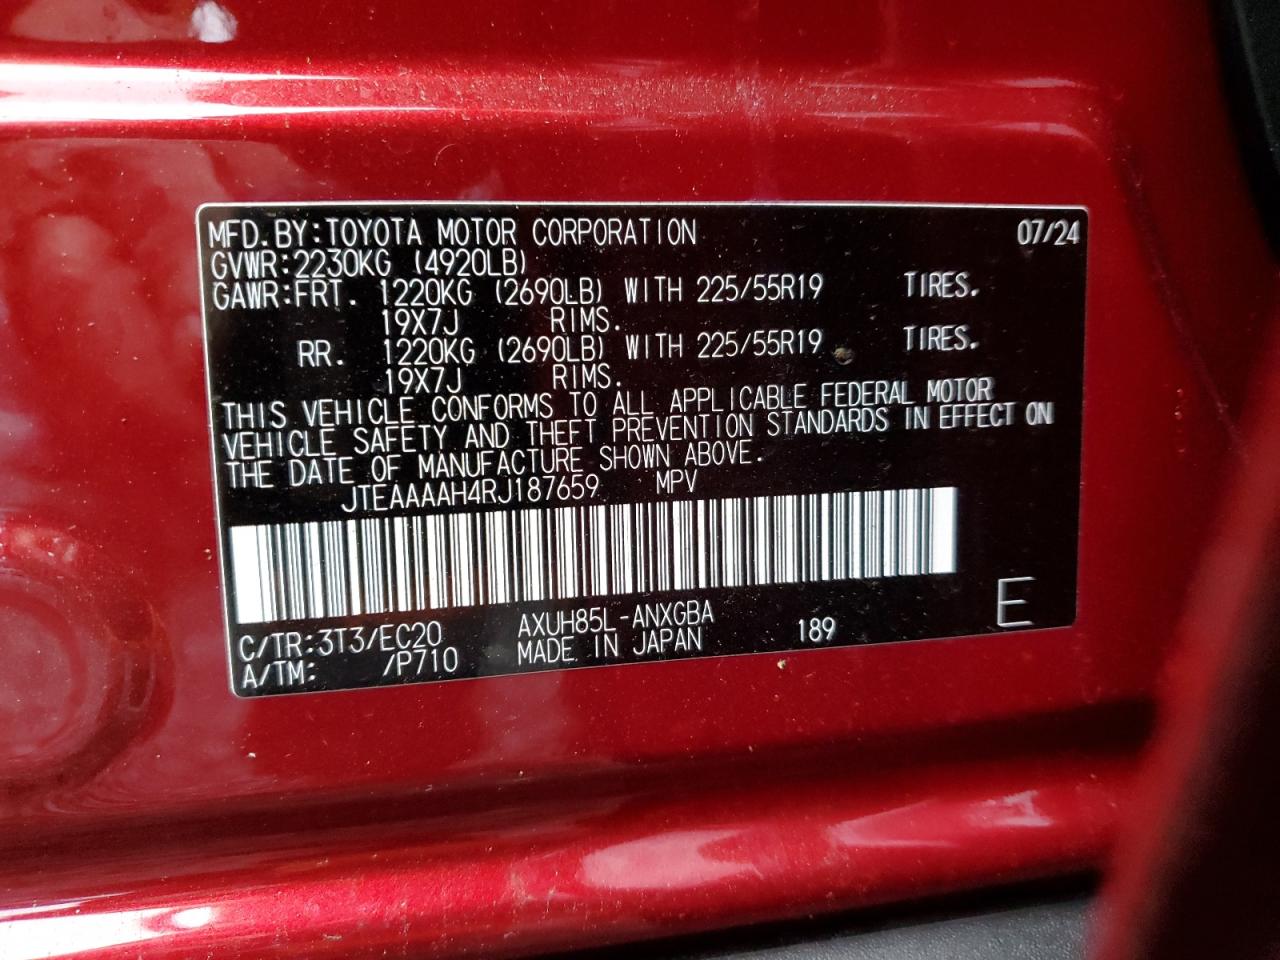 MFD.BY:TOYOTA MOTOR CORPORATION 07/24
GVWR:2230KG (4920LB)
GAWR:FRT. 1220KG (2690LB) WITH 225/55R19 TIRES.
19X7J RIMS.
RR. 1220KG (2690LB) WITH 225/55R19 TIRES.
19X7J RIMS.
THIS VEHICLE CONFORMS TO ALL APPLICABLE FEDERAL MOTOR
VEHICLE SAFETY AND THEFT PREVENTION STANDARDS IN EFFECT ON
THE DATE OF MANUFACTURE SHOWN ABOVE.
JTEAAAAH4RJ187659 MPV
C/TR:3T3/EC20 AXUH85L-ANXGBA
A/TM: /P710 MADE IN JAPAN 189 E